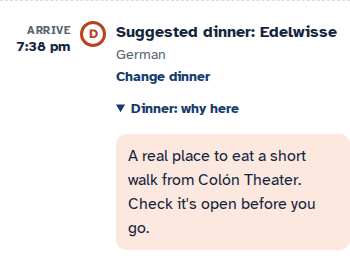 ARRIVE
7:38 pm
D
Suggested dinner: Edelwisse
German
Change dinner
▼ Dinner: why here
A real place to eat a short
walk from Colón Theater.
Check it's open before you
go.